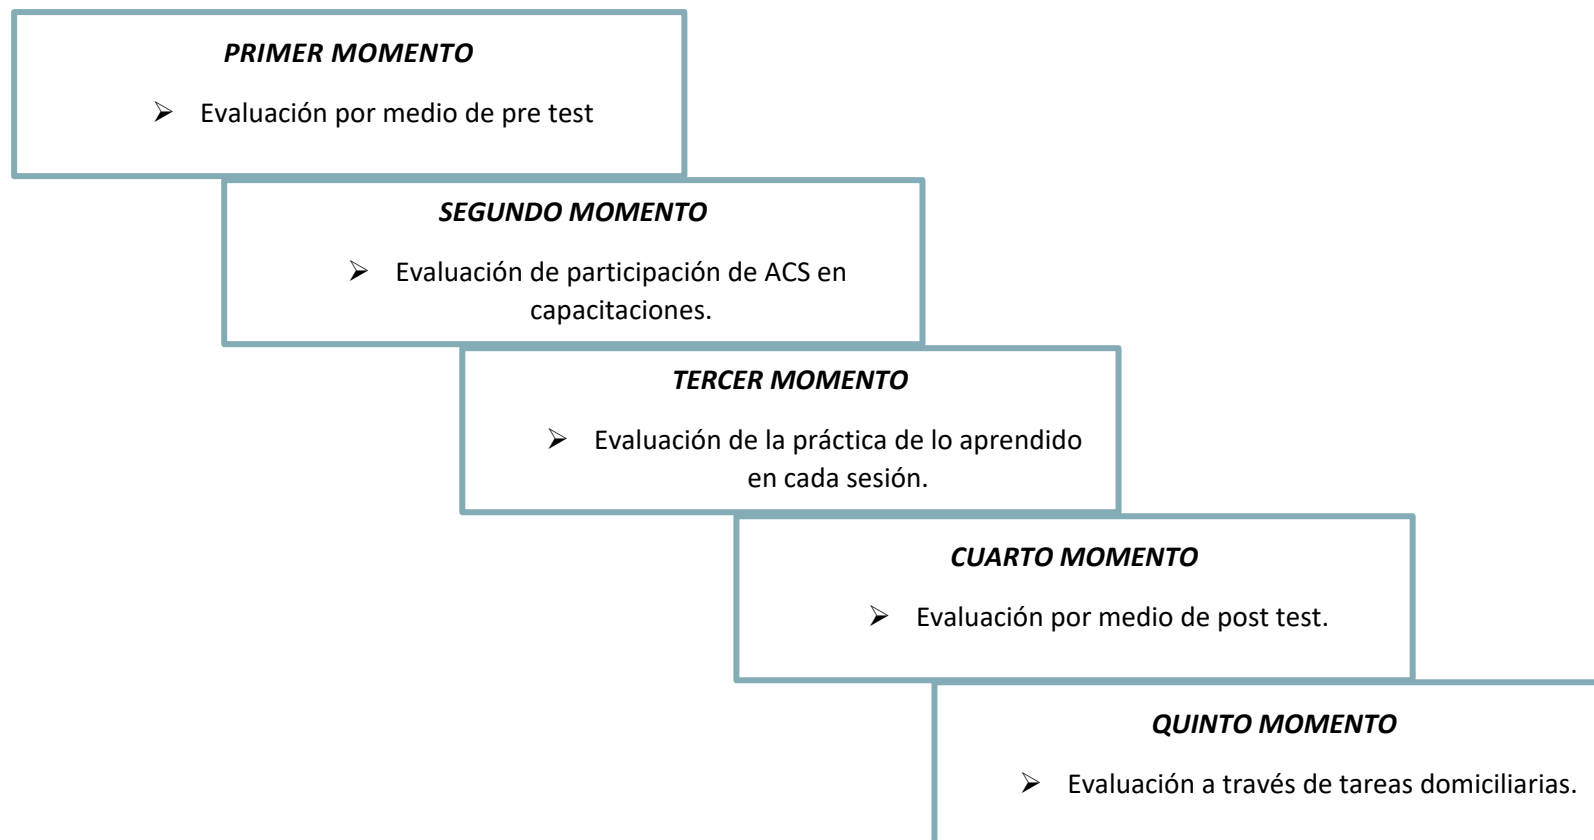 PRIMER MOMENTO
➢ Evaluación por medio de pre test
SEGUNDO MOMENTO
➢ Evaluación de participación de ACS en
capacitaciones.
TERCER MOMENTO
➢ Evaluación de la práctica de lo aprendido
en cada sesión.
CUARTO MOMENTO
➢ Evaluación por medio de post test.
QUINTO MOMENTO
➢ Evaluación a través de tareas domiciliarias.